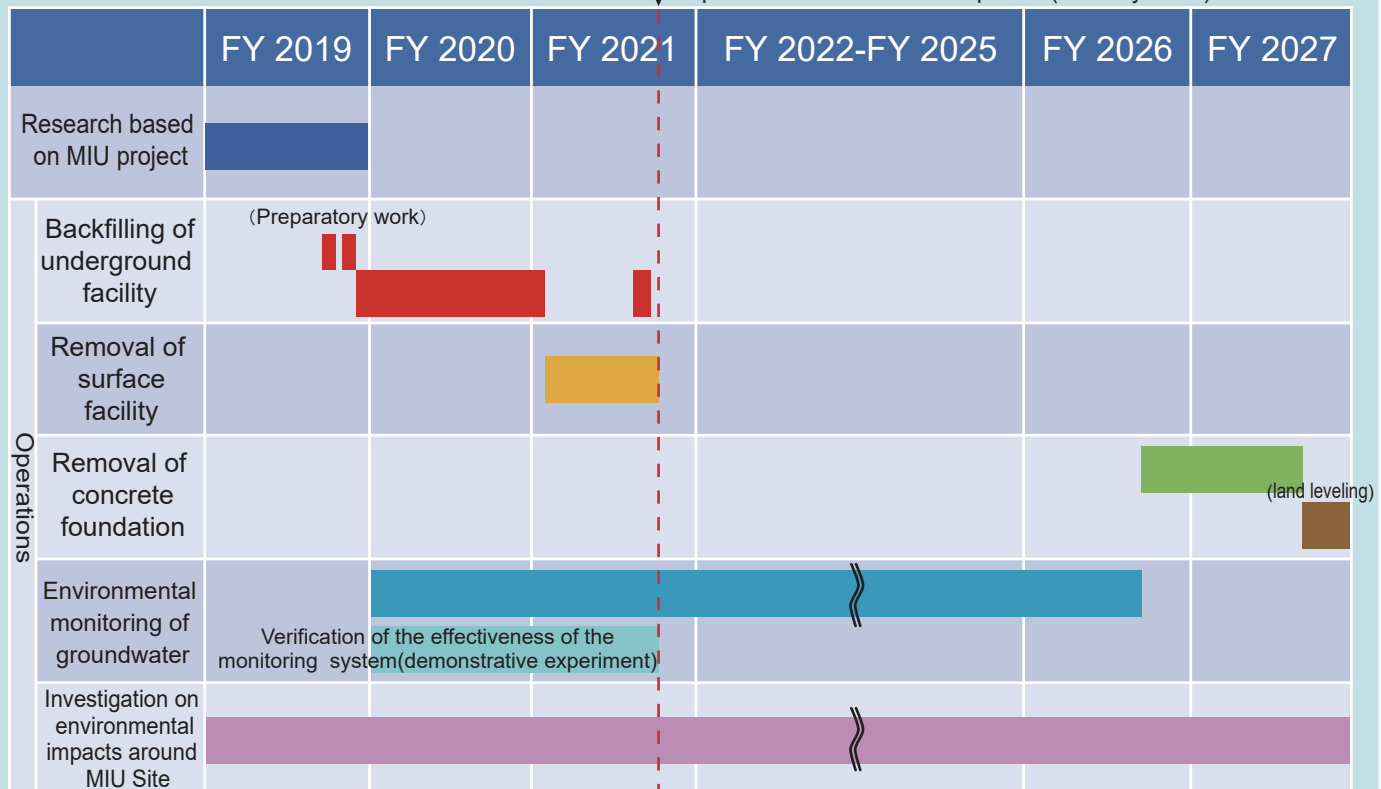 FY 2019
FY 2020
FY 2021
FY 2022-FY 2025
FY 2026
FY 2027
Research based
on MIU project
Operations
Backfilling of
underground
facility
(Preparatory work)
Removal of
surface
facility
Removal of
concrete
foundation
(land leveling)
Environmental
monitoring of
groundwater
Verification of the effectiveness of the
monitoring system(demonstrative experiment)
Investigation on
environmental
impacts around
MIU Site